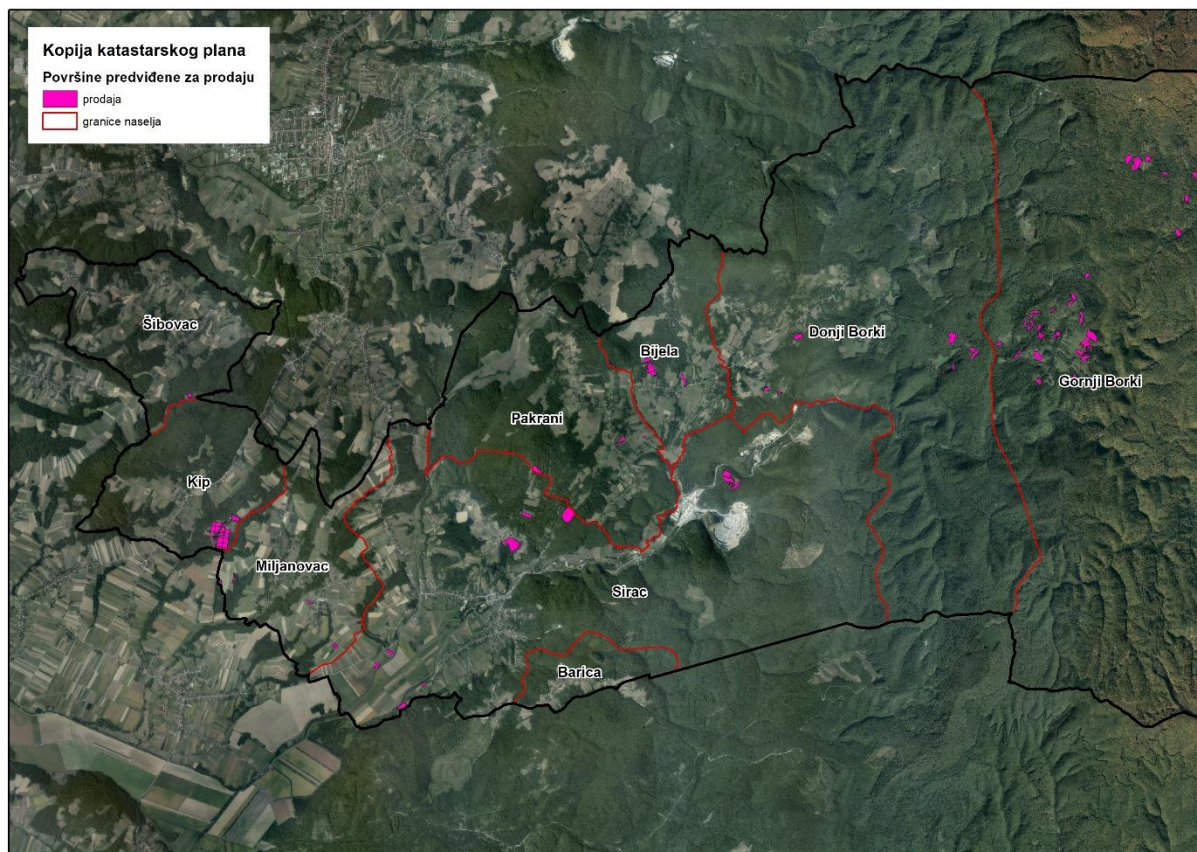 Kopija katastarskog plana
Površine predviđene za prodaju
prodaja
granice naselja
Šibovac
Donji Borki
Bijela
Gornji Borki
Pakrani
Kip
Miljanovac
Sirac
Barica